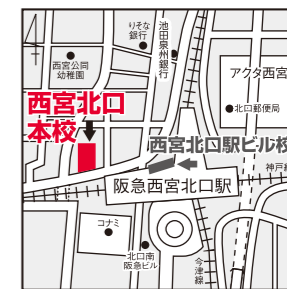 りそな
銀行
池田泉州銀行
西宮公同
幼稚園
アクタ西宮
北口郵便局
西宮北口
本校
西宮北口駅ビル校
神戸線
阪急西宮北口駅
コナミ
北口南
阪急ビル
今津線